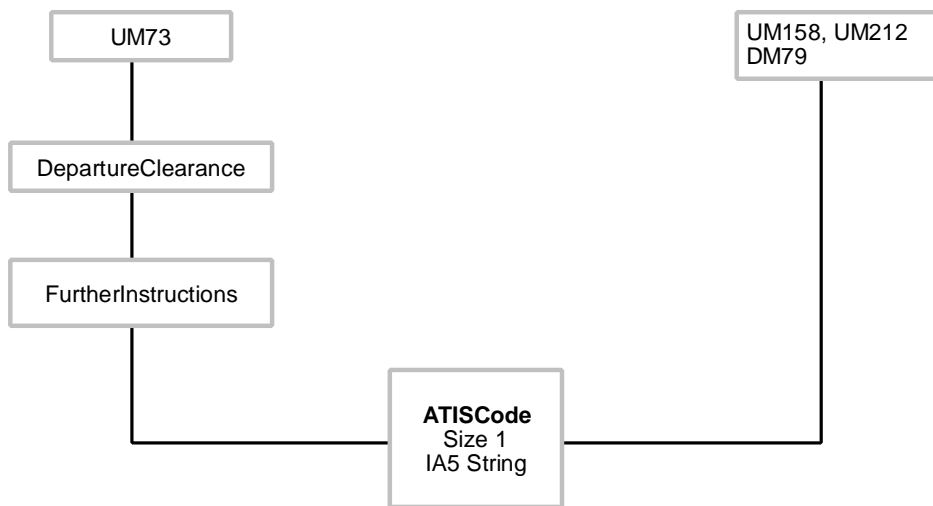 UM73
UM158, UM212
DM79
DepartureClearance
FurtherInstructions
ATISCode
Size 1
IA5 String